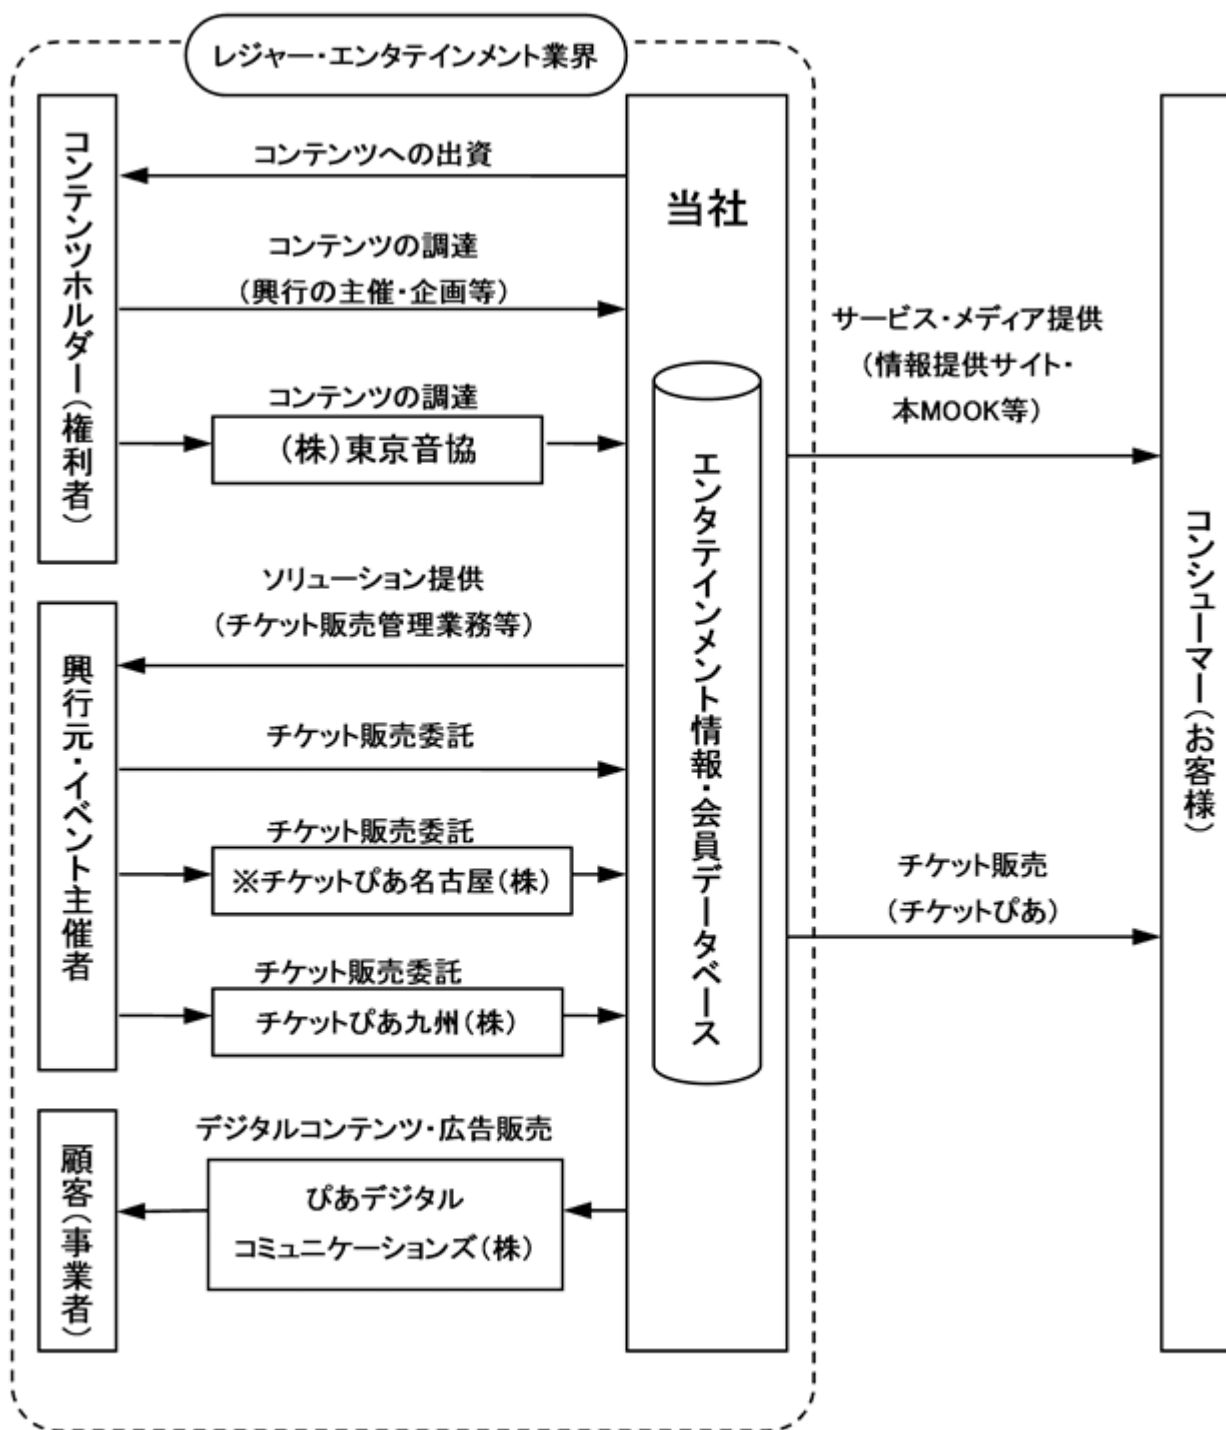 レジャー・エンタテインメント業界
コンテンツホルダー（権利者）
コンテンツへの出資
コンテンツの調達
（興行の主催・企画等）
コンテンツの調達
（株）東京音協
興行元・イベント主催者
ソリューション提供
（チケット販売管理業務等）
チケット販売委託
チケット販売委託
※チケットぴあ名古屋（株）
チケット販売委託
チケットぴあ九州（株）
顧客（事業者）
デジタルコンテンツ・広告販売
ぴあデジタル
コミュニケーションズ（株）
当社
エンタテインメント情報・会員データベース
サービス・メディア提供
（情報提供サイト・
本MOOK等）
チケット販売
（チケットぴあ）
コンシューマー（お客様）